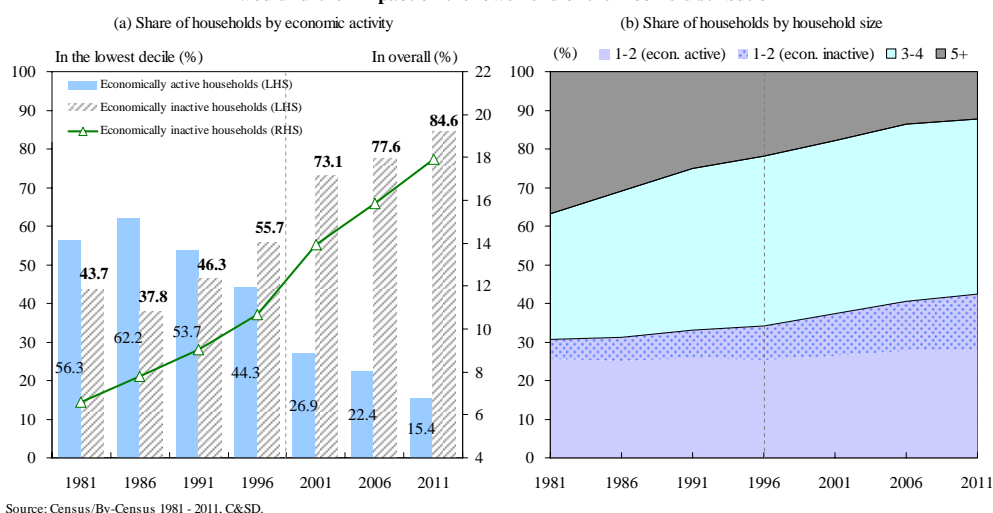 (a) Share of households by economic activity
In the lowest decile (%) In overall (%)
100 22
90 20
80 18
70 16
60 14
50 12
40 10
30 8
20 6
10 4
0
Economically active households (LHS)
Economically inactive households (LHS)
Economically inactive households (RHS)
56.3 43.7
62.2 37.8
53.7 46.3
44.3 55.7
26.9 73.1
22.4 77.6
15.4 84.6
1981 1986 1991 1996 2001 2006 2011
(b) Share of households by household size
(%) 1-2 (econ. active) 1-2 (econ. inactive) 3-4 5+
100
90
80
70
60
50
40
30
20
10
0
1981 1986 1991 1996 2001 2006 2011
Source: Census/By-Census 1981 - 2011, C&SD.